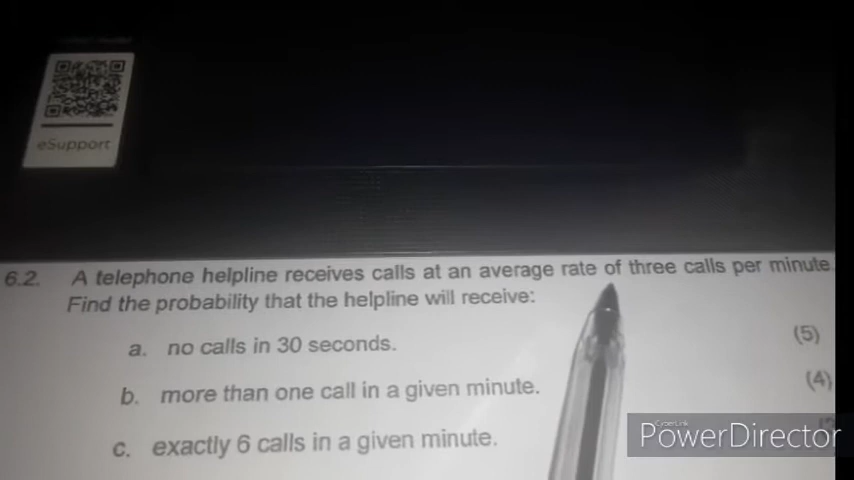 eSupport
6.2. A telephone helpline receives calls at an average rate of three calls per minute.
Find the probability that the helpline will receive:
a. no calls in 30 seconds. (5)
b. more than one call in a given minute. (4)
c. exactly 6 calls in a given minute.
CyberLink
PowerDirector